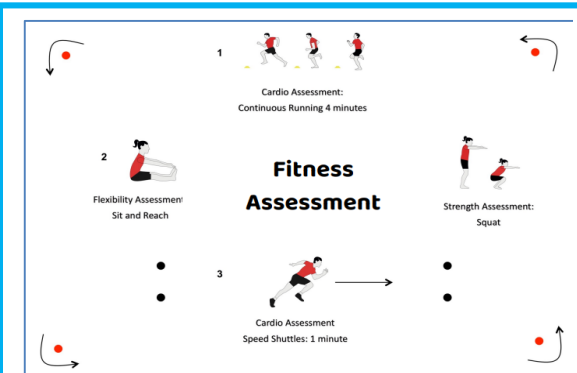 1
Cardio Assessment:
Continuous Running 4 minutes
2
Flexibility Assessment
Sit and Reach
Fitness
Assessment
Strength Assessment:
Squat
3
Cardio Assessment
Speed Shuttles: 1 minute